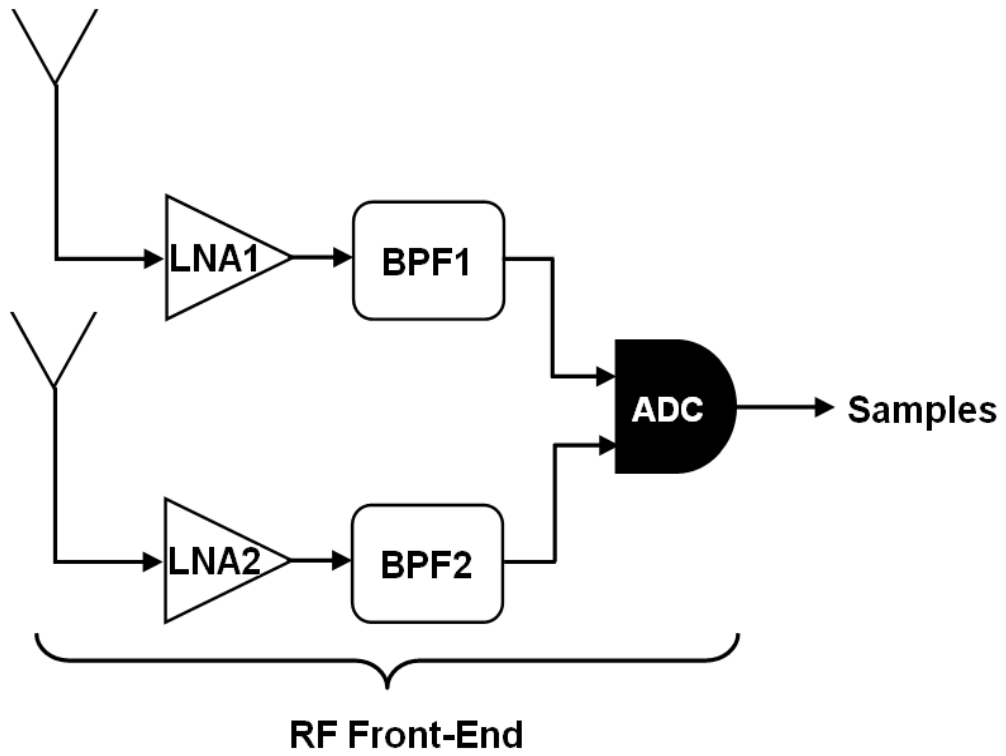 LNA1
BPF1
ADC
Samples
LNA2
BPF2
RF Front-End